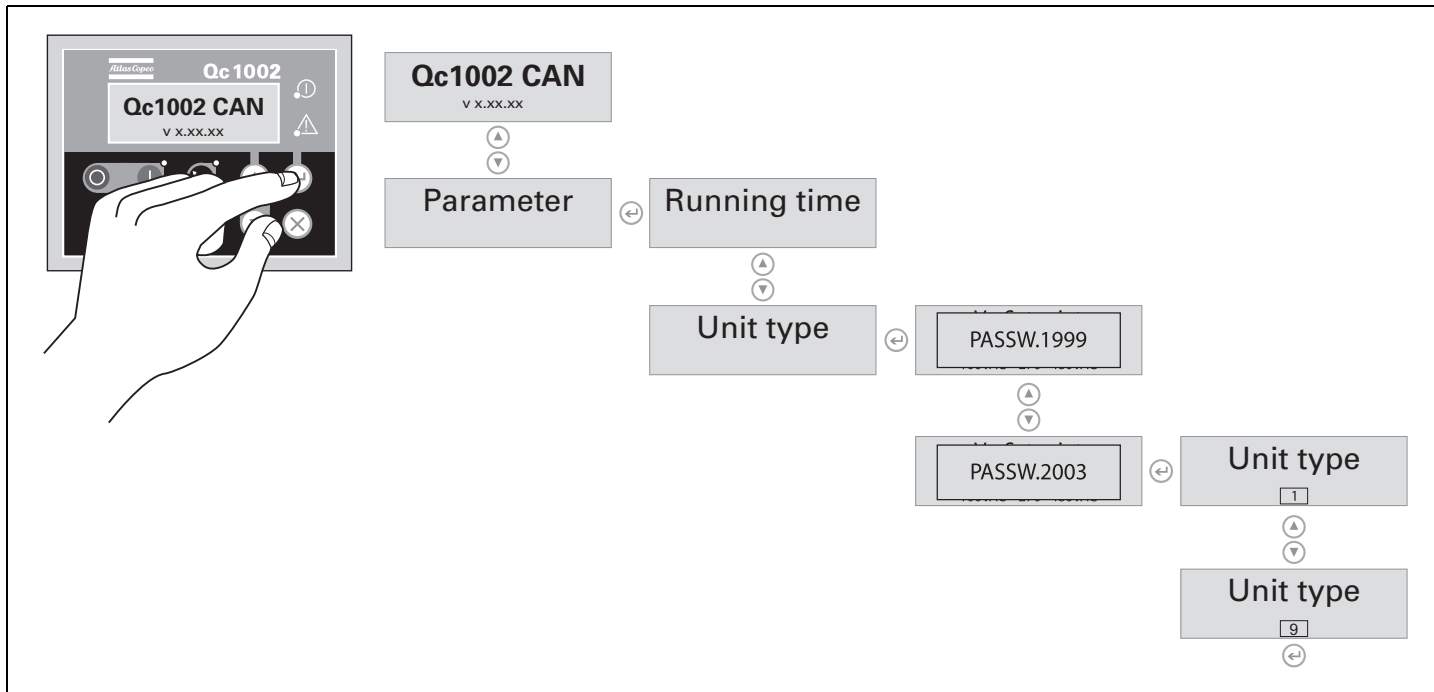 Atlas Copco
Qc1002
Qc1002 CAN
v x.xx.xx
Qc1002 CAN
v x.xx.xx
Parameter
Running time
Unit type
PASSW.1999
PASSW.2003
Unit type
1
Unit type
9